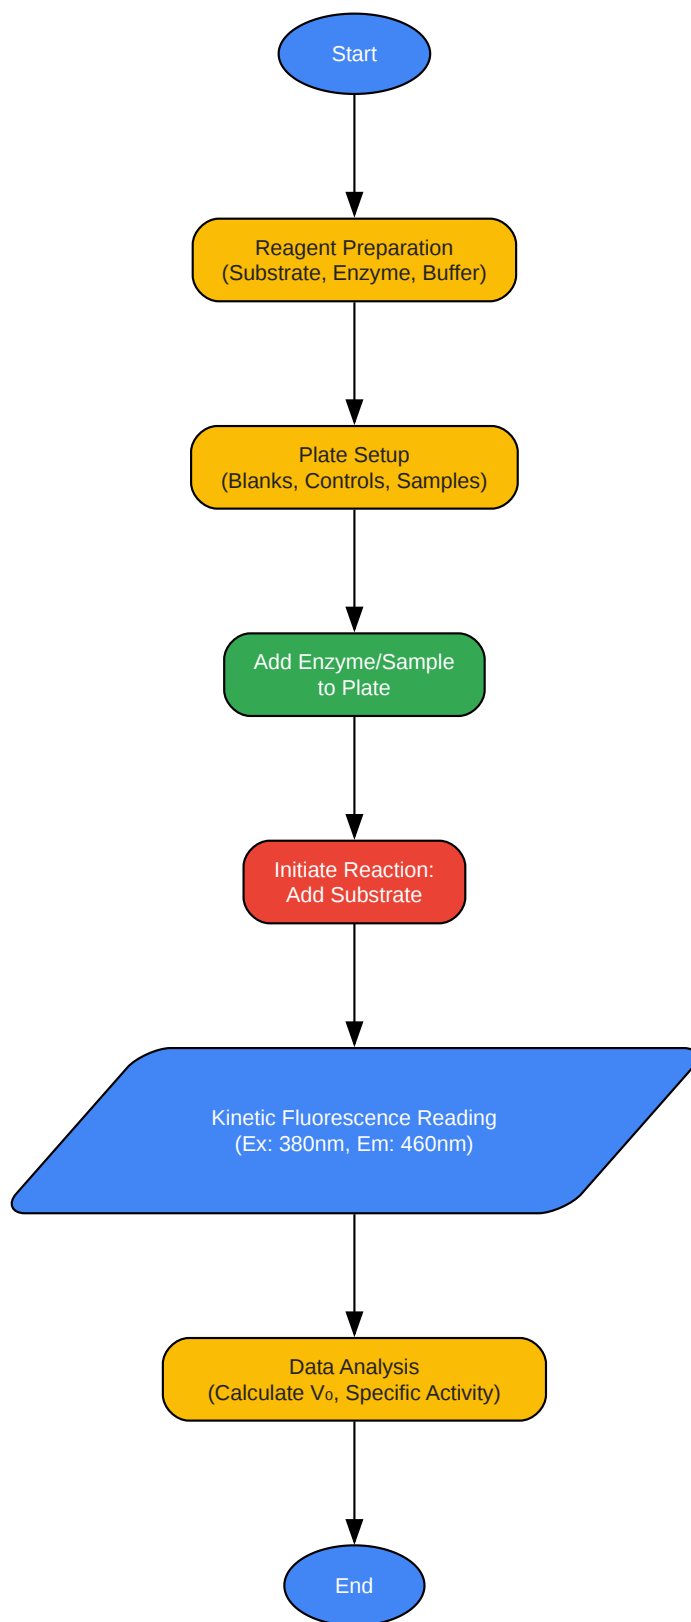 Start
Reagent Preparation
(Substrate, Enzyme, Buffer)
Plate Setup
(Blanks, Controls, Samples)
Add Enzyme/Sample
to Plate
Initiate Reaction:
Add Substrate
Kinetic Fluorescence Reading
(Ex: 380nm, Em: 460nm)
Data Analysis
(Calculate V₀, Specific Activity)
End